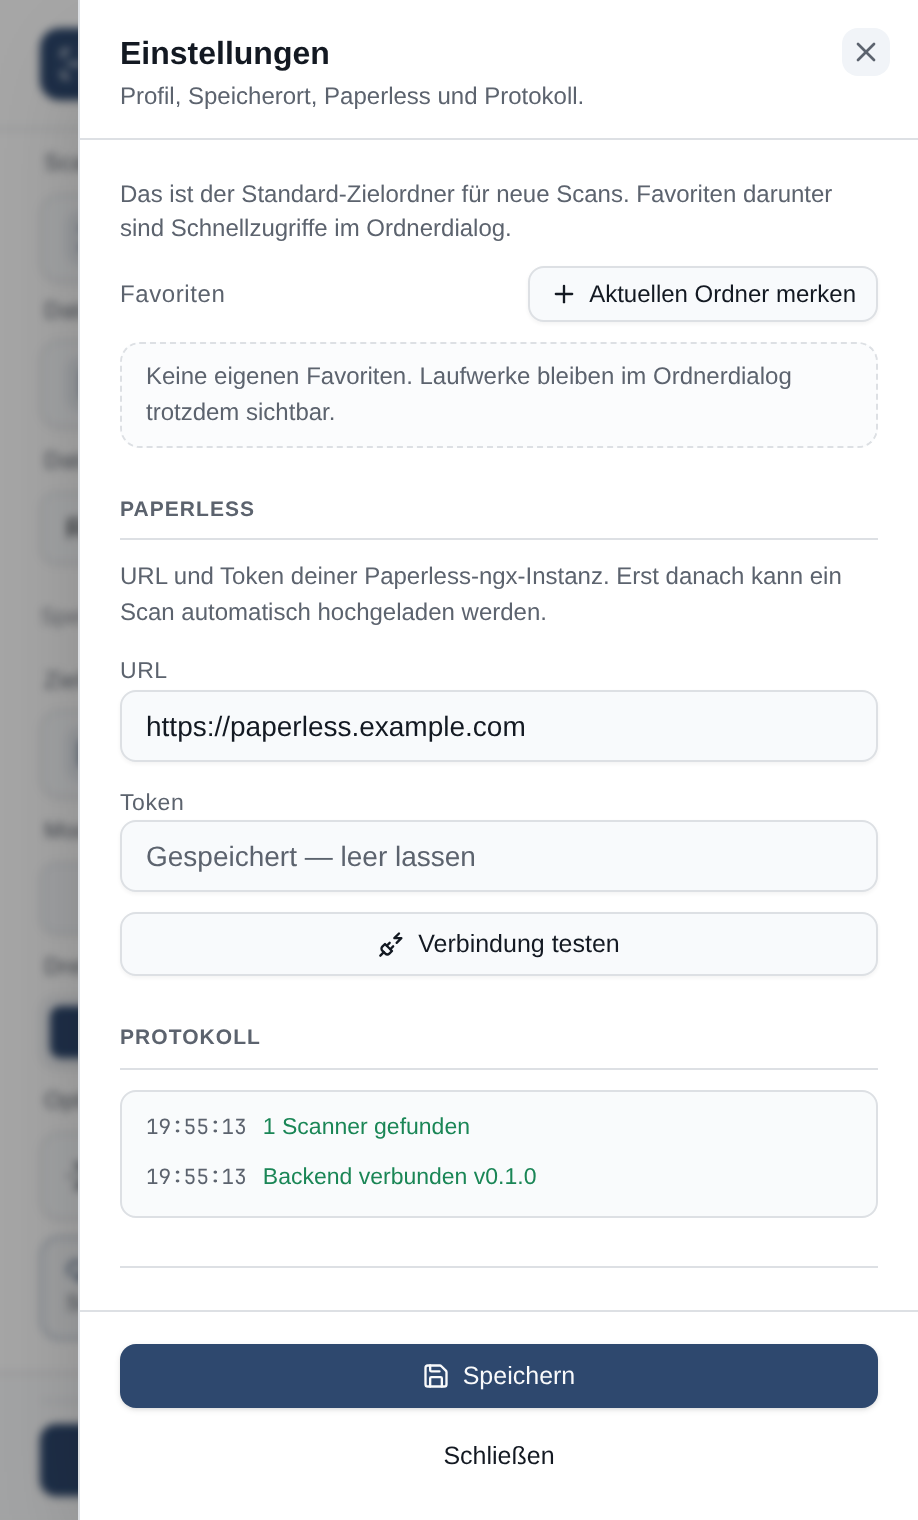 Einstellungen
Profil, Speicherort, Paperless und Protokoll.
Das ist der Standard-Zielordner für neue Scans. Favoriten darunter
sind Schnellzugriffe im Ordnerdialog.
Favoriten
Aktuellen Ordner merken
Keine eigenen Favoriten. Laufwerke bleiben im Ordnerdialog
trotzdem sichtbar.
PAPERLESS
URL und Token deiner Paperless-ngx-Instanz. Erst danach kann ein
Scan automatisch hochgeladen werden.
URL
https://paperless.example.com
Token
Gespeichert — leer lassen
Verbindung testen
PROTOKOLL
19:55:13 1 Scanner gefunden
19:55:13 Backend verbunden v0.1.0
Speichern
Schließen